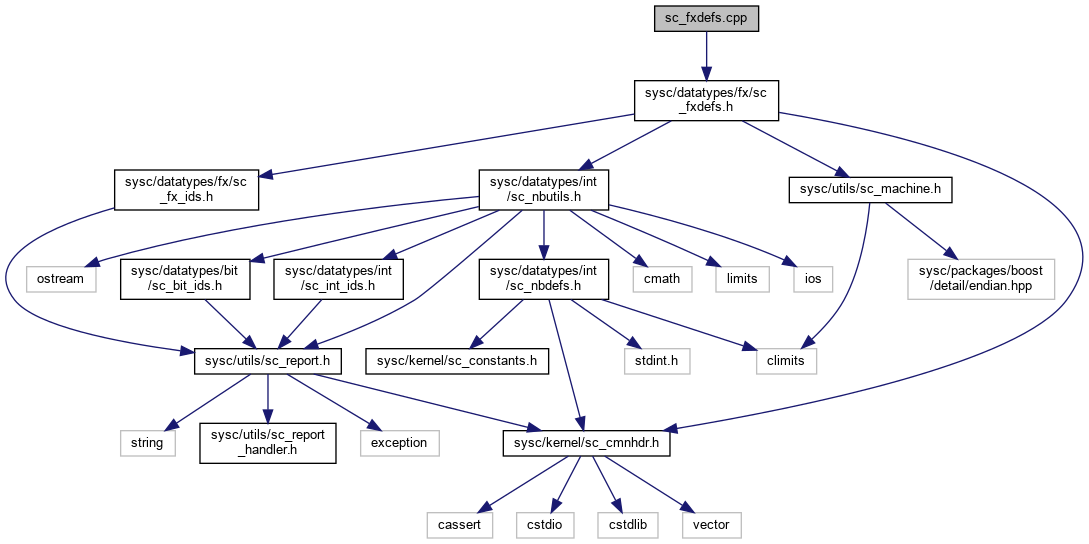 sc_fxdefs.cpp
sysc/datatypes/fx/sc
_fxdefs.h
sysc/datatypes/fx/sc
_fx_ids.h
sysc/datatypes/int
/sc_nbutils.h
sysc/utils/sc_machine.h
ostream
sysc/datatypes/bit
/sc_bit_ids.h
sysc/datatypes/int
/sc_int_ids.h
sysc/datatypes/int
/sc_nbdefs.h
cmath
limits
ios
sysc/packages/boost
/detail/endian.hpp
sysc/utils/sc_report.h
sysc/kernel/sc_constants.h
stdint.h
climits
string
sysc/utils/sc_report
_handler.h
exception
sysc/kernel/sc_cmnhdr.h
cassert
cstdio
cstdlib
vector